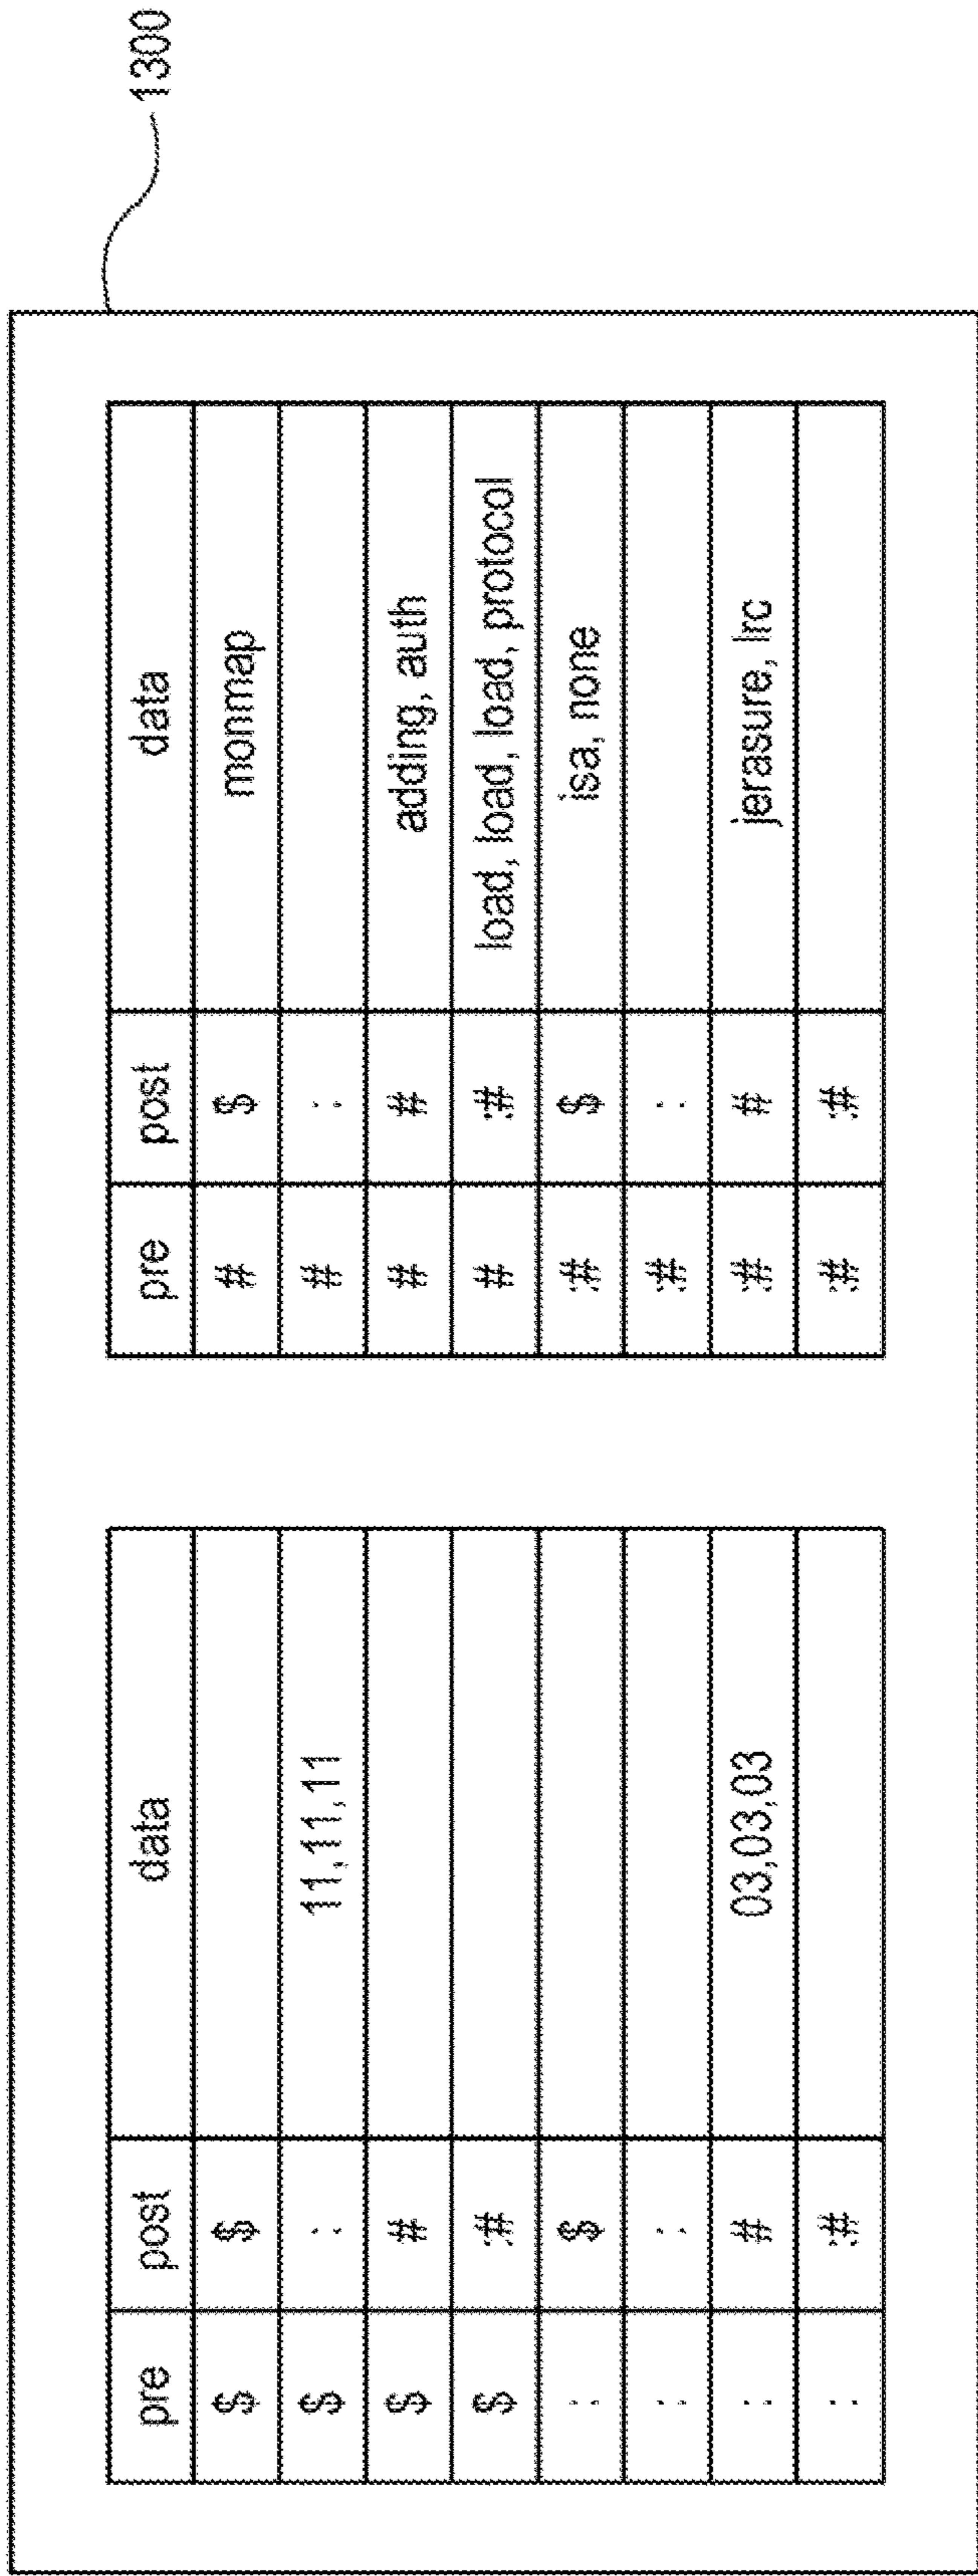 1300
pre post data
$ $
$ : 11,11,11
$ #
$ :#
: $
: :
: # 03,03,03
: :#
pre post data
# $ monmap
# :
# # adding, auth
# :# load, load, load, protocol
:# $ isa, none
:# :
:# # jerasure, lrc
:# :#